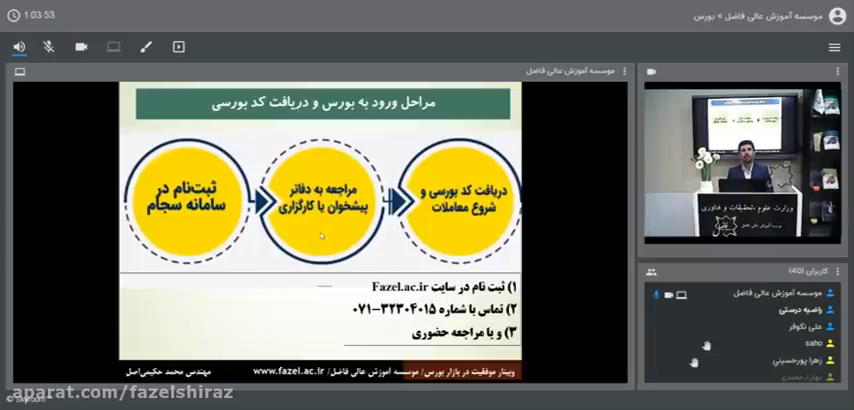 1:03:53
موسسه آموزش عالی فاضل » بورس
موسسه آموزش عالی فاضل
مراحل ورود به بورس و دریافت کد بورسی
ثبت‌نام در
سامانه سجام
مراجعه به دفاتر
پیشخوان یا کارگزاری
دریافت کد بورسی و
شروع معاملات
۱) ثبت نام در سایت Fazel.ac.ir
۲) تماس با شماره ۳۲۳۰۴۰۱۵-۰۷۱
۳) و یا مراجعه حضوری
وبینار موفقیت در بازار بورس/ موسسه آموزش عالی فاضل/ www.fazel.ac.ir
مهندس محمد حکیمی‌اصل
وزارت علوم ،تحقیقات و فناوری
کاربران (40)
موسسه آموزش عالی فاضل
راضیه درستی
علی نکوفر
saho
زهرا پورحسینی
aparat.com/fazelshiraz